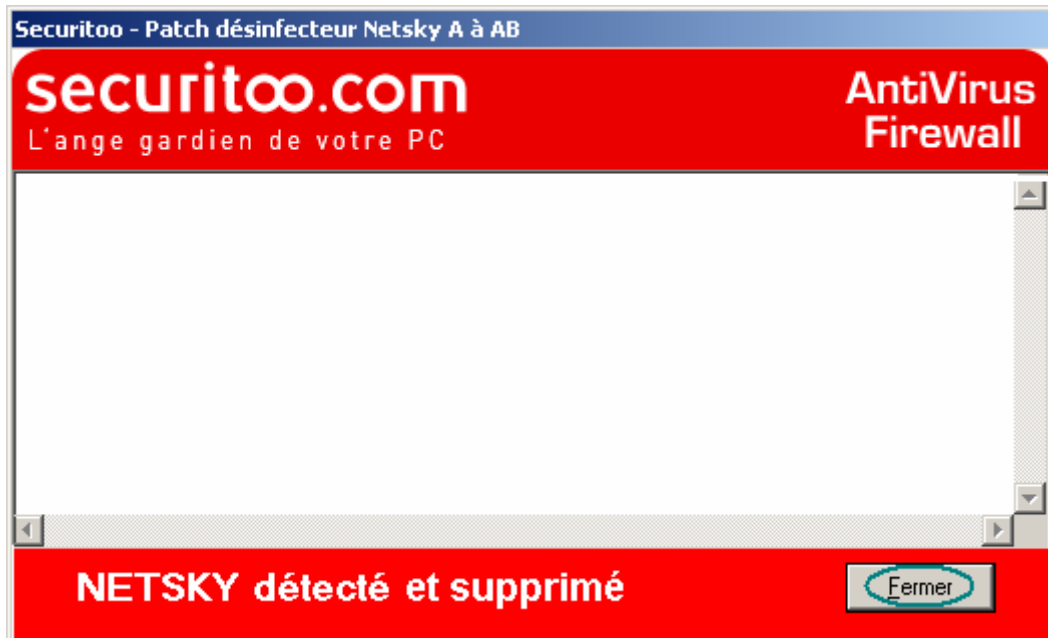 Securitoo - Patch désinfecteur Netsky A à AB
securitoo.com
L'ange gardien de votre PC
AntiVirus
Firewall
NETSKY détecté et supprimé
Fermer